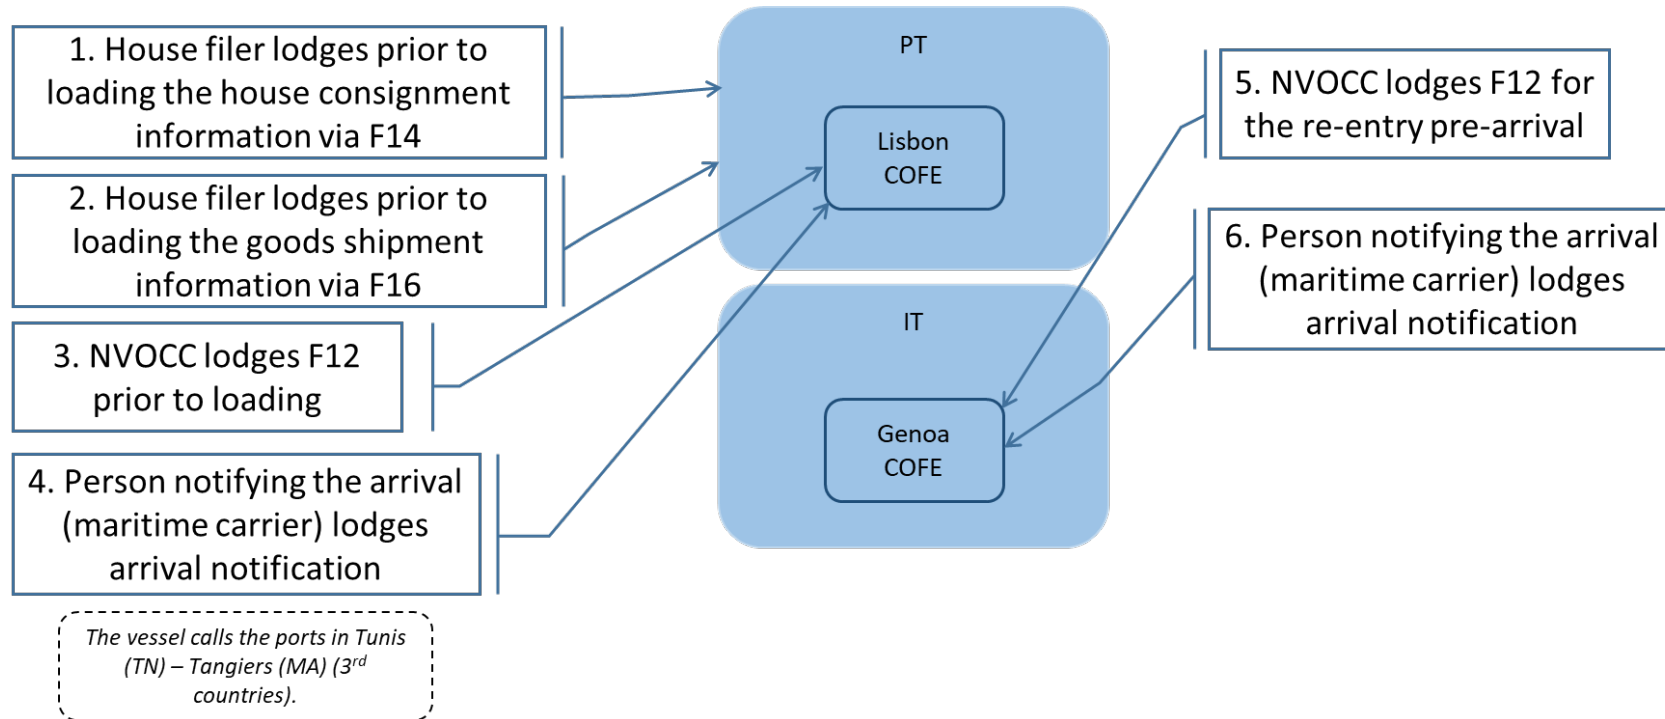 1. House filer lodges prior to
loading the house consignment
information via F14
2. House filer lodges prior to
loading the goods shipment
information via F16
3. NVOCC lodges F12
prior to loading
4. Person notifying the arrival
(maritime carrier) lodges
arrival notification
The vessel calls the ports in Tunis
(TN) – Tangiers (MA) (3rd
countries).
PT
Lisbon
COFE
IT
Genoa
COFE
5. NVOCC lodges F12 for
the re-entry pre-arrival
6. Person notifying the arrival
(maritime carrier) lodges
arrival notification